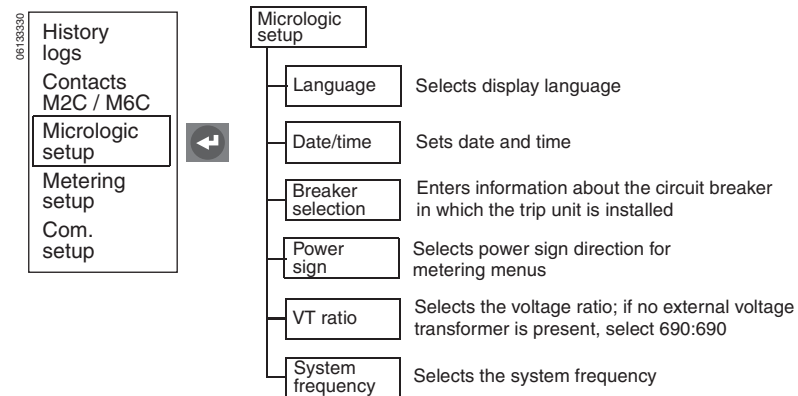 06133330
History
logs
Contacts
M2C / M6C
Micrologic
setup
Metering
setup
Com.
setup
Micrologic
setup
Language
Selects display language
Date/time
Sets date and time
Breaker
selection
Enters information about the circuit breaker
in which the trip unit is installed
Power
sign
Selects power sign direction for
metering menus
VT ratio
Selects the voltage ratio; if no external voltage
transformer is present, select 690:690
System
frequency
Selects the system frequency